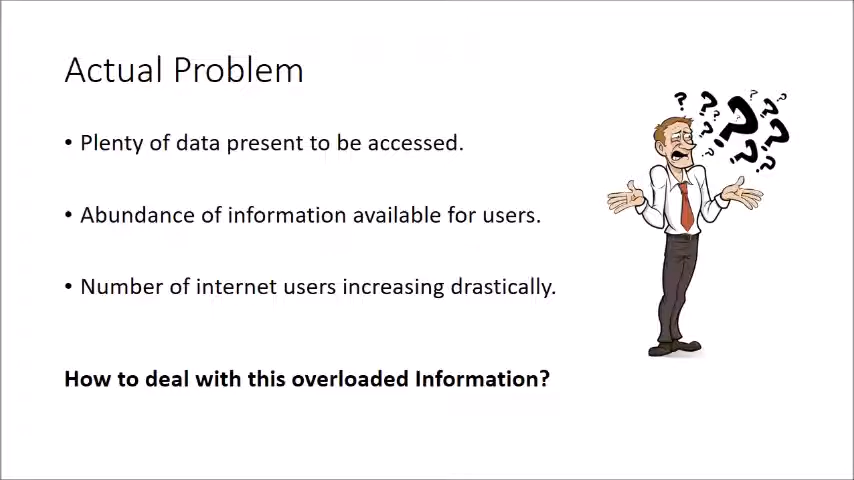 Actual Problem
• Plenty of data present to be accessed.
• Abundance of information available for users.
• Number of internet users increasing drastically.
How to deal with this overloaded Information?